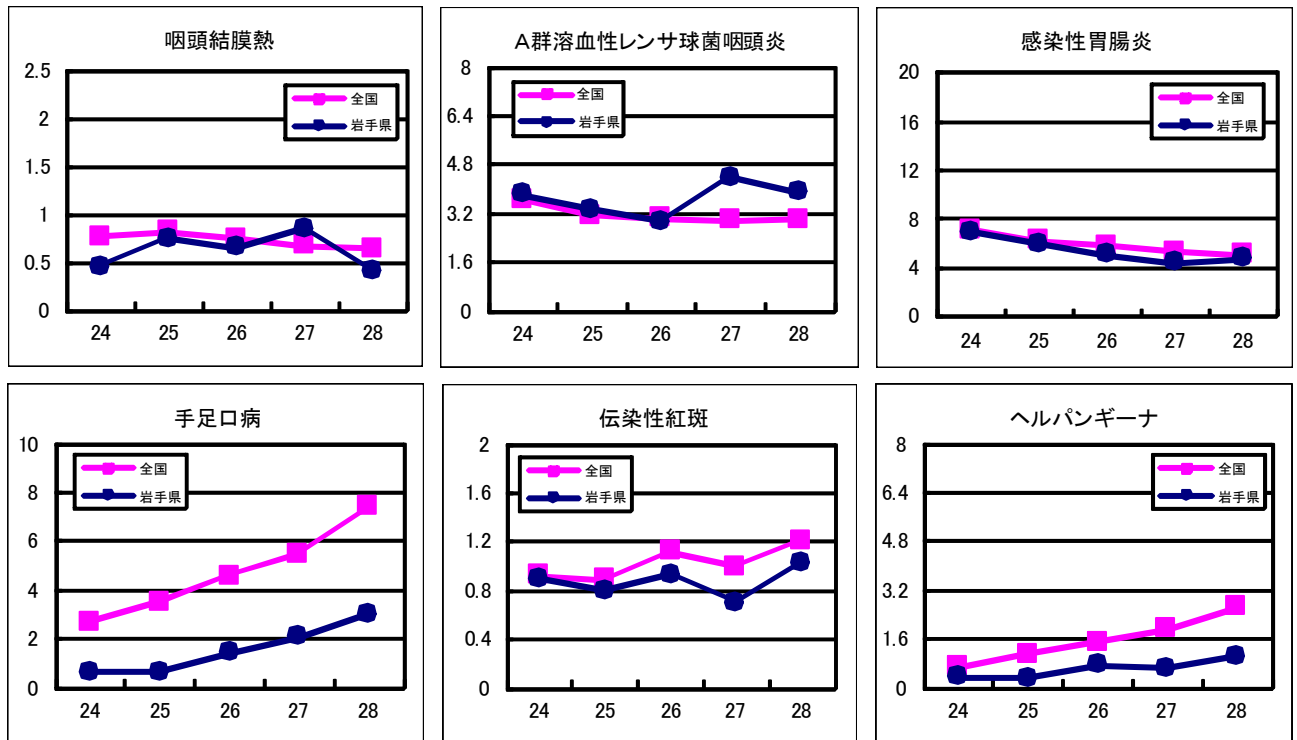 咽頭結膜熱
2.5
2
1.5
1
0.5
0
全国
岩手県
24 25 26 27 28
A群溶血性レンサ球菌咽頭炎
8
6.4
4.8
3.2
1.6
0
全国
岩手県
24 25 26 27 28
感染性胃腸炎
20
16
12
8
4
0
全国
岩手県
24 25 26 27 28
手足口病
10
8
6
4
2
0
全国
岩手県
24 25 26 27 28
伝染性紅斑
2
1.6
1.2
0.8
0.4
0
全国
岩手県
24 25 26 27 28
ヘルパンギーナ
8
6.4
4.8
3.2
1.6
0
全国
岩手県
24 25 26 27 28